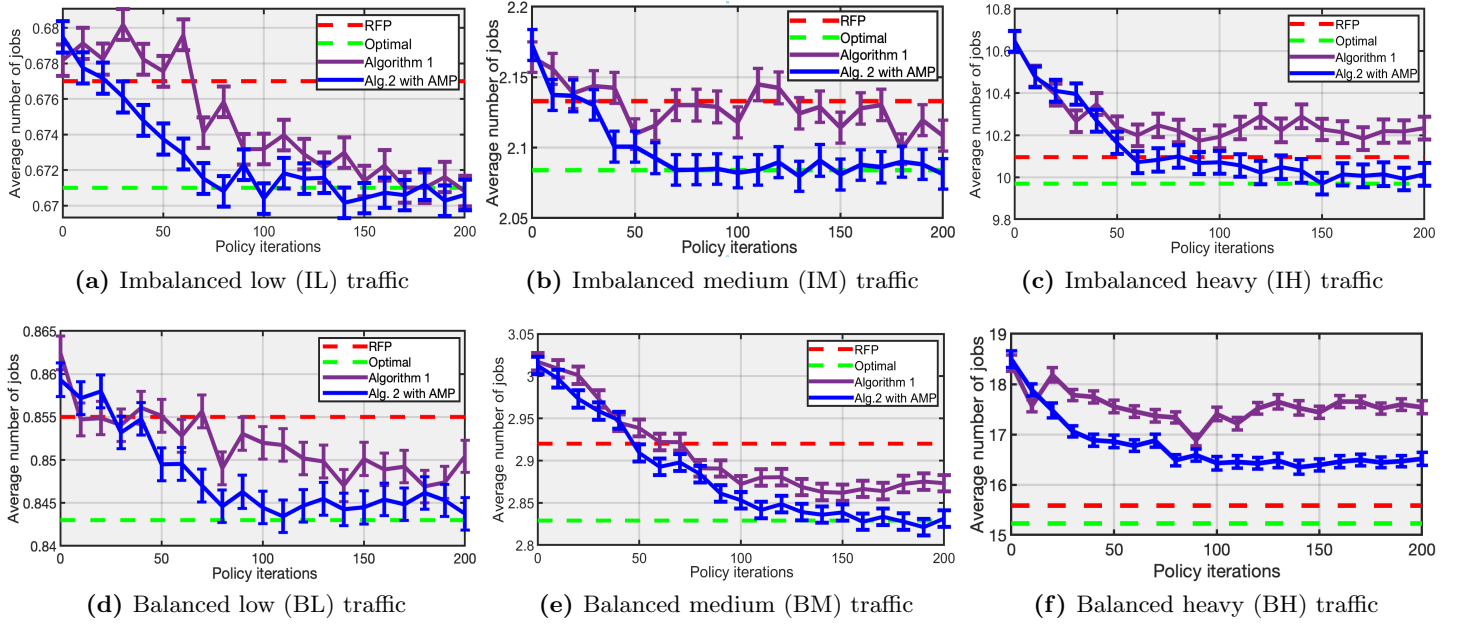 0.68
0.678
0.676
0.674
0.672
0.67
Average number of jobs
RFP
Optimal
Algorithm 1
Alg.2 with AMP
0 50 100 150 200
Policy iterations
(a) Imbalanced low (IL) traffic
2.2
2.15
2.1
2.05
Average number of jobs
RFP
Optimal
Algorithm 1
Alg.2 with AMP
0 50 100 150 200
Policy iterations
(b) Imbalanced medium (IM) traffic
10.8
10.6
10.4
10.2
10
9.8
Average number of jobs
RFP
Optimal
Algorithm 1
Alg.2 with AMP
0 50 100 150 200
Policy iterations
(c) Imbalanced heavy (IH) traffic
0.865
0.86
0.855
0.85
0.845
0.84
Average number of jobs
RFP
Optimal
Algorithm 1
Alg. 2 with AMP
0 50 100 150 200
Policy iterations
(d) Balanced low (BL) traffic
3.05
3
2.95
2.9
2.85
2.8
Average number of jobs
RFP
Optimal
Algorithm 1
Alg.2 with AMP
0 50 100 150 200
Policy iterations
(e) Balanced medium (BM) traffic
19
18
17
16
15
Average number of jobs
RFP
Optimal
Algorithm 1
Alg. 2 with AMP
0 50 100 150 200
Policy iterations
(f) Balanced heavy (BH) traffic